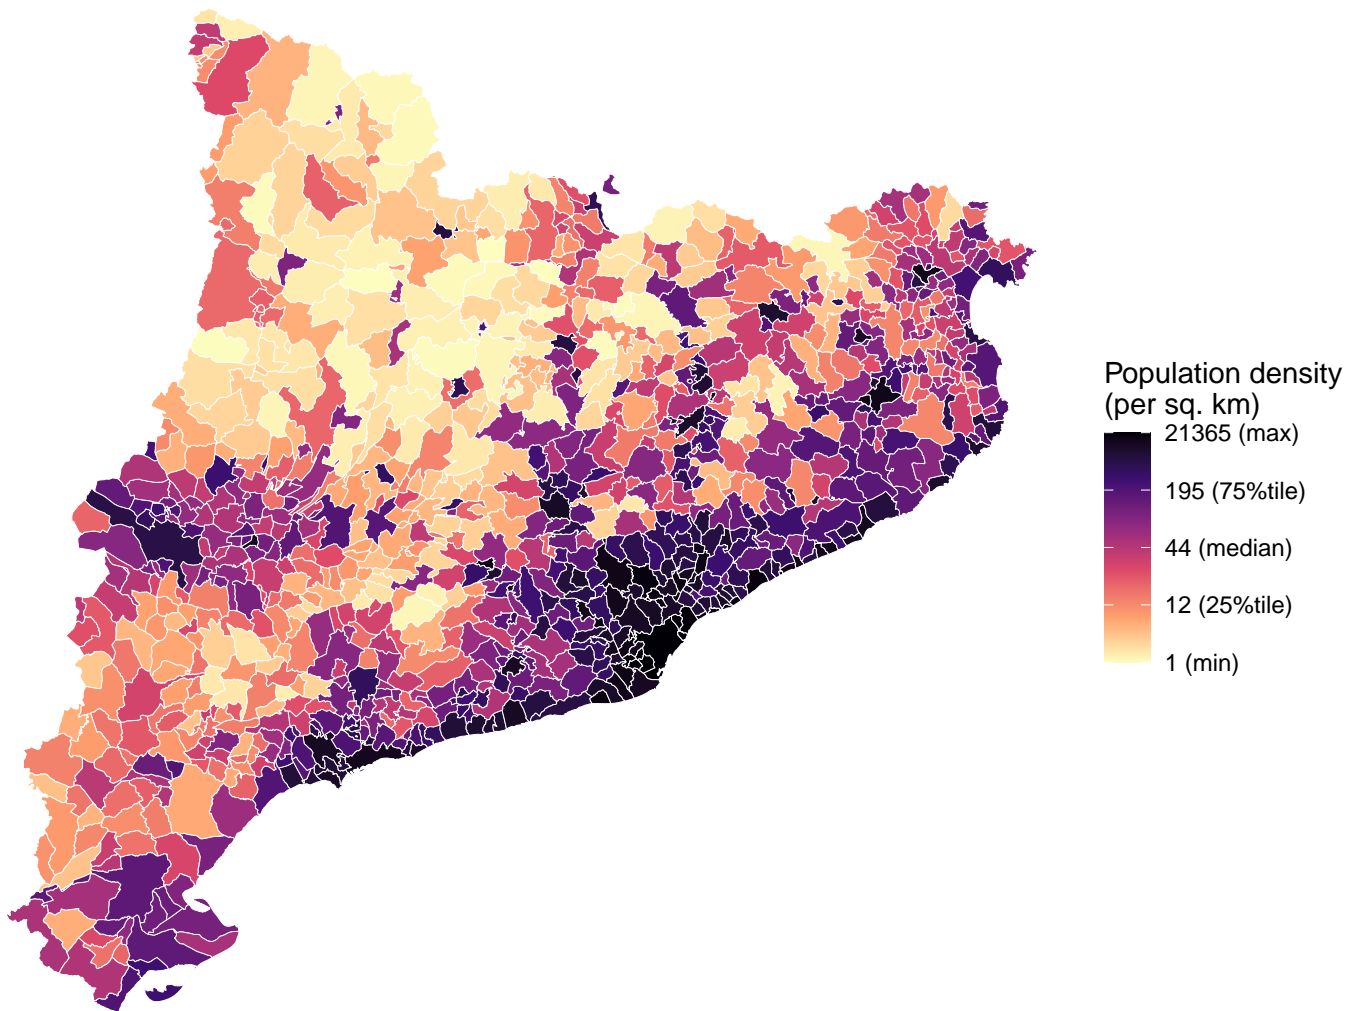 Population density
(per sq. km)
21365 (max)
195 (75%tile)
44 (median)
12 (25%tile)
1 (min)